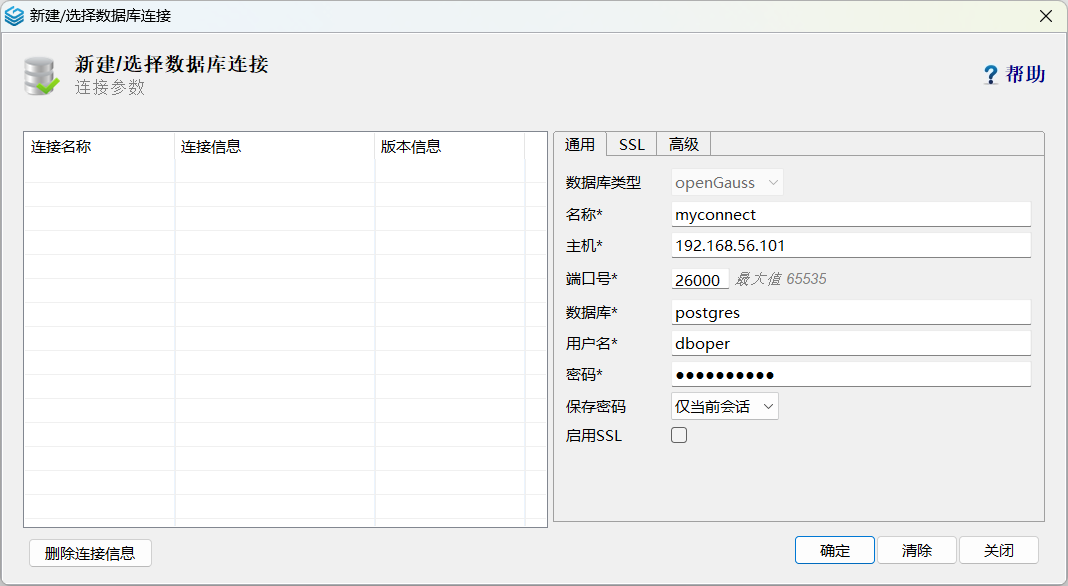 新建/选择数据库连接
新建/选择数据库连接
连接参数
? 帮助
连接名称 连接信息 版本信息
通用 SSL 高级
数据库类型 openGauss
名称* myconnect
主机* 192.168.56.101
端口号* 26000 最大值 65535
数据库* postgres
用户名* dboper
密码* ●●●●●●●●●●
保存密码 仅当前会话
启用SSL
删除连接信息 确定 清除 关闭